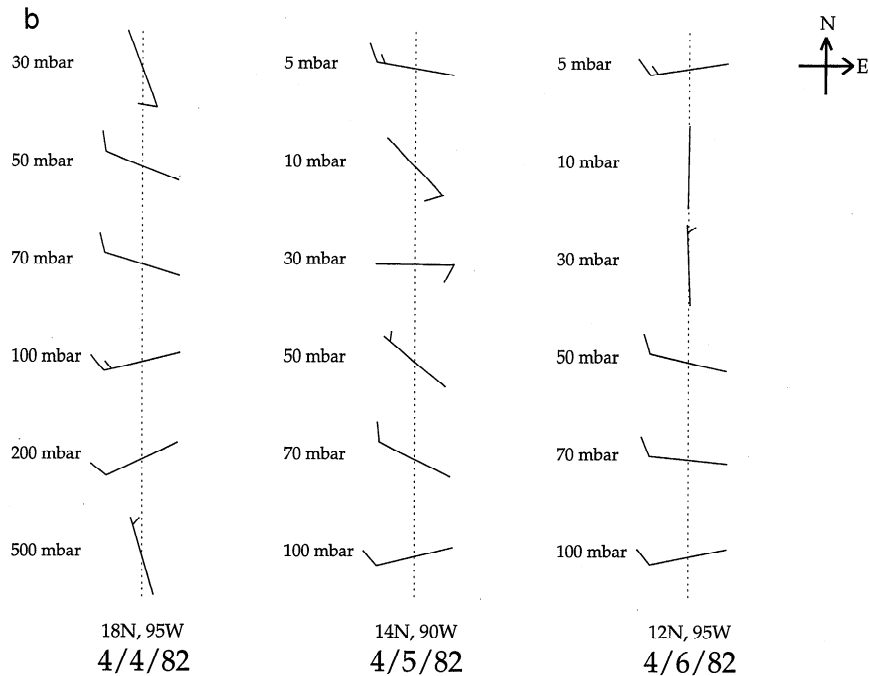 b
N
E
30 mbar
50 mbar
70 mbar
100 mbar
200 mbar
500 mbar
18N, 95W
4/4/82
5 mbar
10 mbar
30 mbar
50 mbar
70 mbar
100 mbar
14N, 90W
4/5/82
5 mbar
10 mbar
30 mbar
50 mbar
70 mbar
100 mbar
12N, 95W
4/6/82